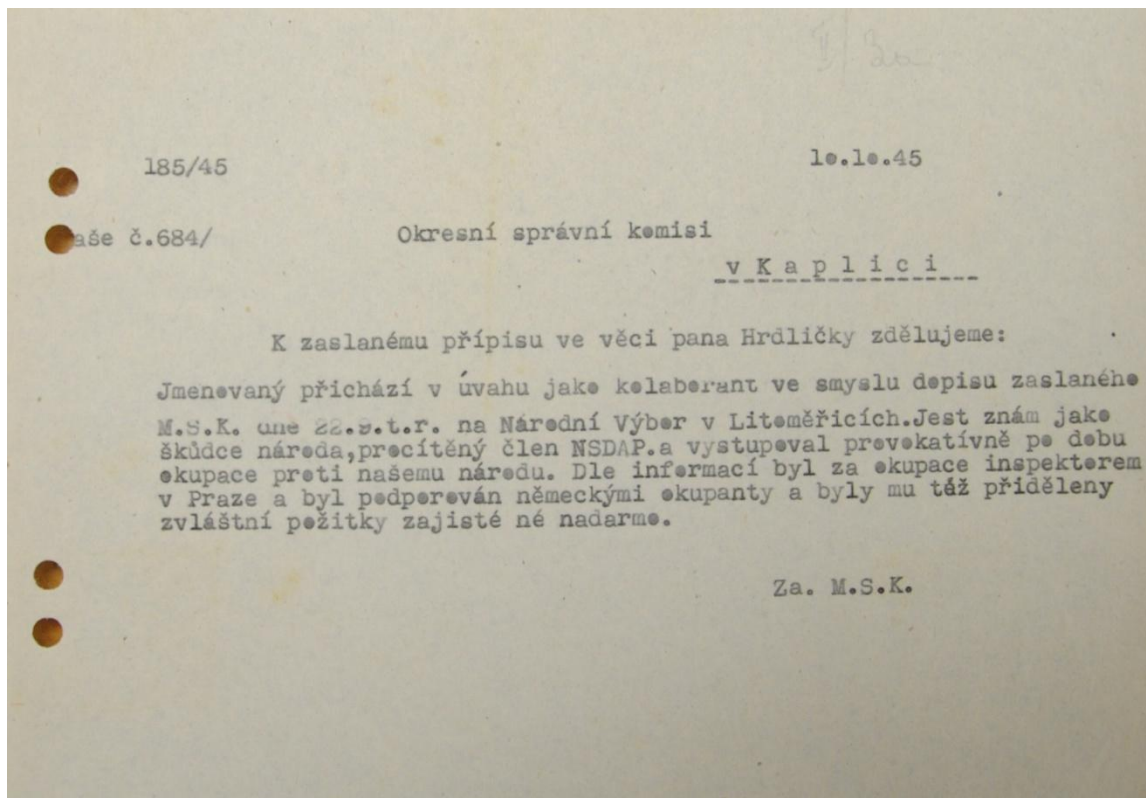 185/45
10.10.45
aše č.684/
Okresní správní komisi
v Kaplici
K zaslanému přípisu ve věci pana Hrdličky zdělujeme:
Jmenovaný přichází v úvahu jako kolaborant ve smyslu dopisu zaslaného
M.S.K. dne 22.9.t.r. na Národní Výbor v Litoměřicích.Jest znám jako
škůdce národa,procítěný člen NSDAP.a vystupoval provokatívně po dobu
okupace proti našemu národu. Dle informací byl za okupace inspektorem
v Praze a byl podporován německými okupanty a byly mu táž přiděleny
zvláštní požitky zajisté né nadarmo.
Za. M.S.K.